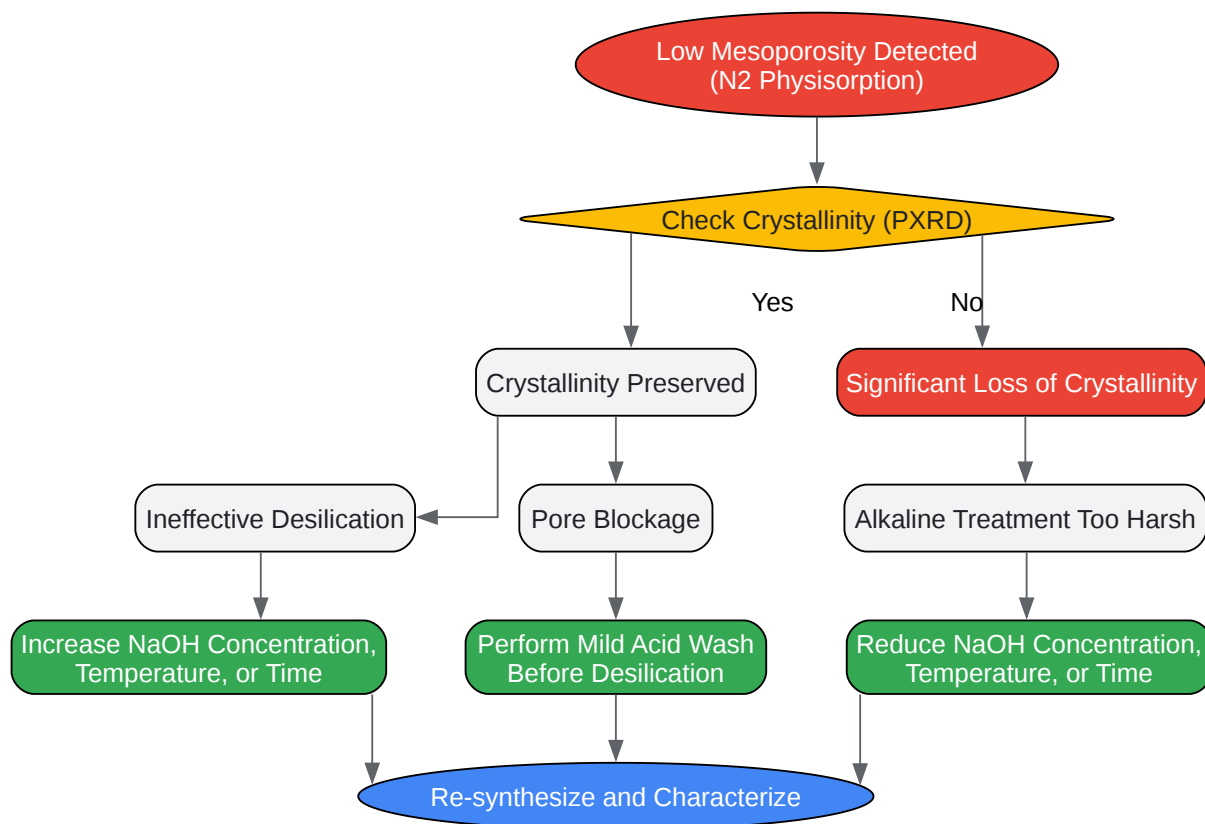 Low Mesoporosity Detected
(N2 Physisorption)
Check Crystallinity (PXRD)
Yes
No
Crystallinity Preserved
Significant Loss of Crystallinity
Ineffective Desilication
Pore Blockage
Alkaline Treatment Too Harsh
Increase NaOH Concentration,
Temperature, or Time
Perform Mild Acid Wash
Before Desilication
Reduce NaOH Concentration,
Temperature, or Time
Re-synthesize and Characterize